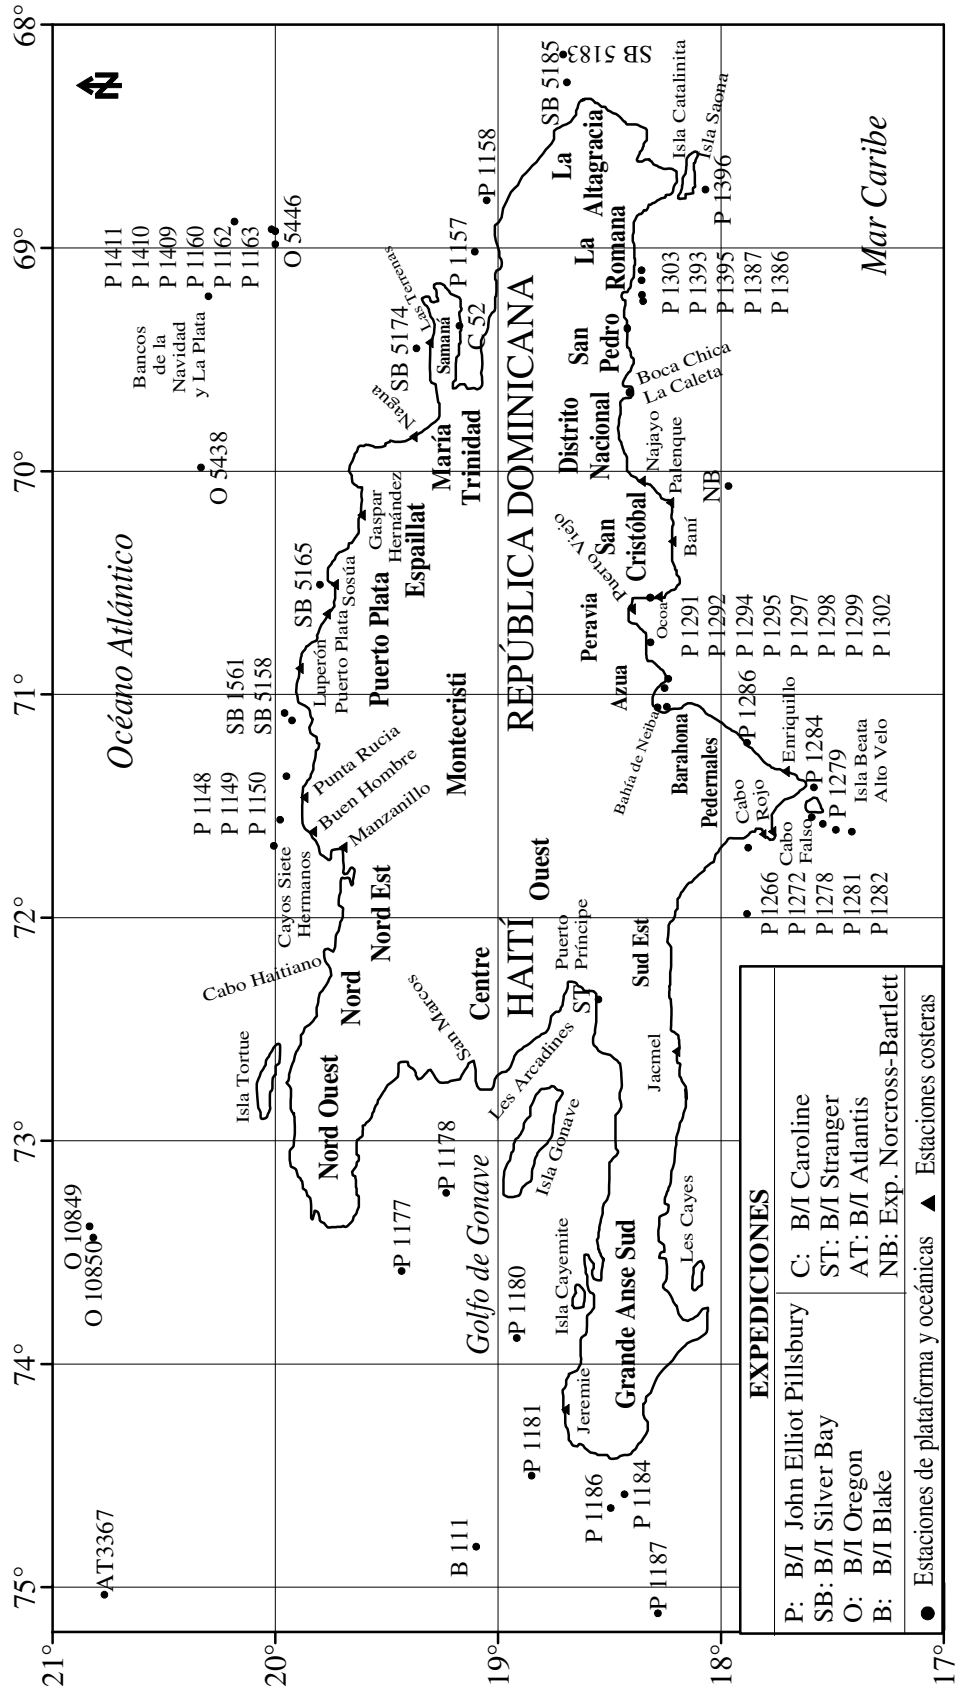 75°
74°
73°
72°
71°
70°
69°
68°
21°
20°
19°
18°
17°
N
Océano Atlántico
Mar Caribe
Golfo de Gonave
AT3367
O 10849
O 10850
B 111
P 1177
P 1178
P 1180
P 1181
P 1186
P 1184
P 1187
Isla Tortue
Cabo Haitiano
Cayos Siete
Hermanos
P 1148
P 1149
P 1150
SB 1561
SB 5158
SB 5165
O 5438
Bancos
de la
Navidad
y La Plata
P 1411
P 1410
P 1409
P 1160
P 1162
P 1163
O 5446
Manzanillo
Buen Hombre
Punta Rucia
Luperón
Puerto Plata
Sosúa
Gaspar
Hernández
Nagua
SB 5174
Las Terrenas
Samaná
C 52
P 1157
P 1158
SB 5185
SB 5183
Nord Ouest
Nord
Nord Est
Centre
HAITÍ
Ouest
Sud Est
Grande Anse Sud
San Marcos
Les Arcadines
Isla Gonave
Puerto
Príncipe
ST
Isla Cayemite
Jeremie
Les Cayes
Jacmel
Montecristi
Puerto Plata
Espaillat
María
Trinidad
REPÚBLICA DOMINICANA
La
Altagracia
La
Romana
San
Pedro
Distrito
Nacional
San
Cristóbal
Peravia
Azua
Barahona
Pedernales
Bahía de Neiba
Puerto Viejo
Ocoa
Baní
Palenque
Najayo
NB
Boca Chica
La Caleta
Isla Catalinita
Isla Saona
P 1396
P 1303
P 1393
P 1395
P 1387
P 1386
P 1291
P 1292
P 1294
P 1295
P 1297
P 1298
P 1299
P 1302
P 1286
Enriquillo
P 1284
P 1279
Isla Beata
Alto Velo
Cabo
Rojo
Cabo
Falso
P 1266
P 1272
P 1278
P 1281
P 1282
EXPEDICIONES
P: B/I John Elliot Pillsbury
SB: B/I Silver Bay
O: B/I Oregon
B: B/I Blake
C: B/I Caroline
ST: B/I Stranger
AT: B/I Atlantis
NB: Exp. Norcross-Bartlett
Estaciones de plataforma y oceánicas
Estaciones costeras